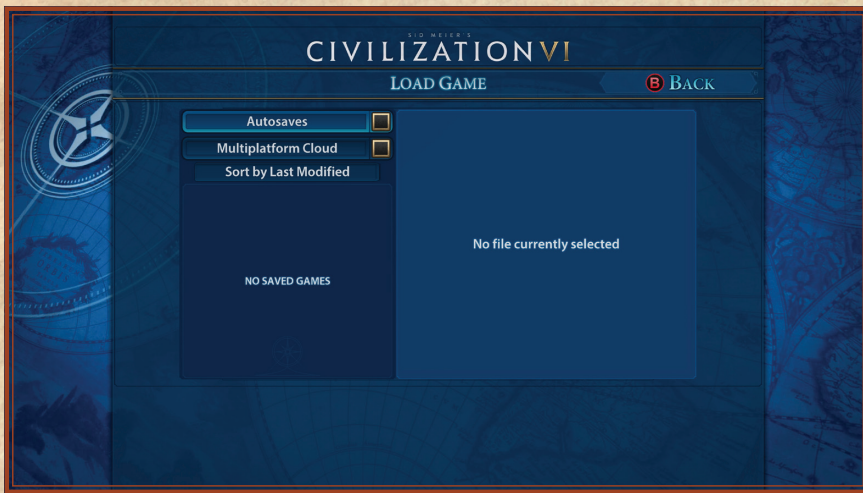 SID MEIER'S
CIVILIZATION VI
LOAD GAME
B BACK
Autosaves
Multiplatform Cloud
Sort by Last Modified
No file currently selected
NO SAVED GAMES